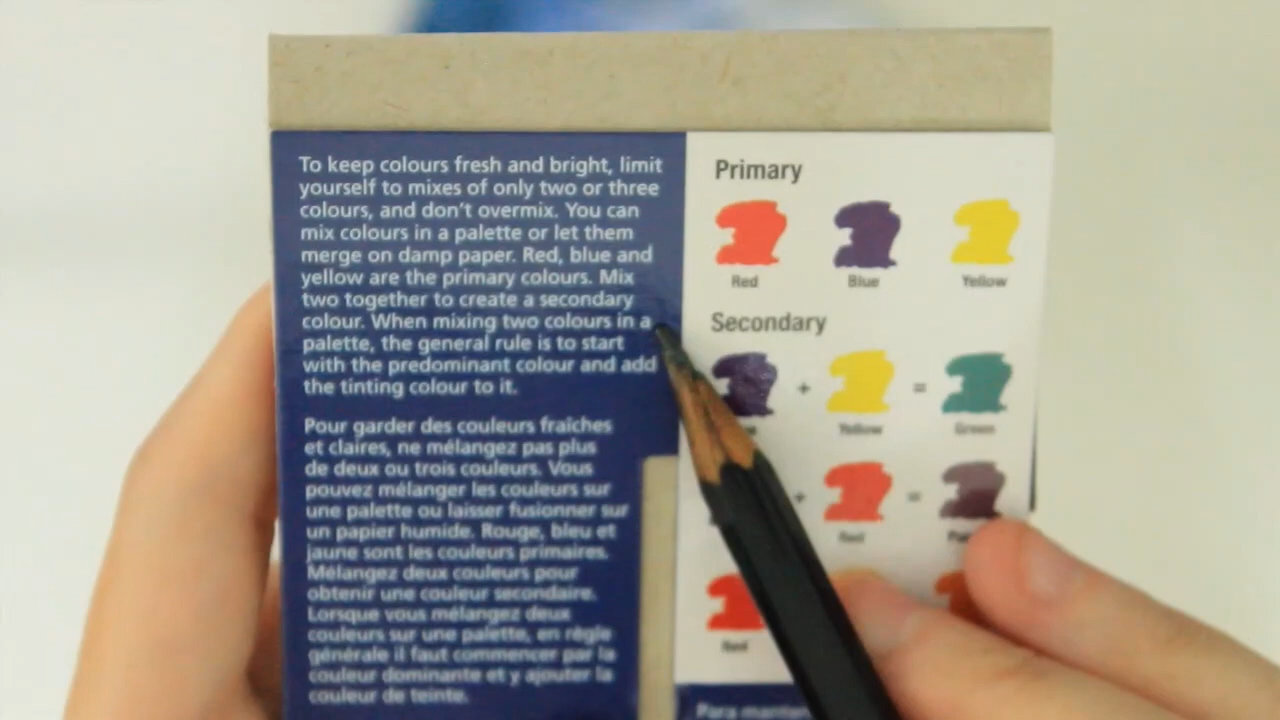 To keep colours fresh and bright, limit
yourself to mixes of only two or three
colours, and don't overmix. You can
mix colours in a palette or let them
merge on damp paper. Red, blue and
yellow are the primary colours. Mix
two together to create a secondary
colour. When mixing two colours in a
palette, the general rule is to start
with the predominant colour and add
the tinting colour to it.
Pour garder des couleurs fraîches
et claires, ne mélangez pas plus
de deux ou trois couleurs. Vous
pouvez mélanger les couleurs sur
une palette ou laisser fusionner sur
un papier humide. Rouge, bleu et
jaune sont les couleurs primaires.
Mélangez deux couleurs pour
obtenir une couleur secondaire.
Lorsque vous mélangez deux
couleurs sur une palette, en règle
générale il faut commencer par la
couleur dominante et y ajouter la
couleur de teinte.
Primary
Red Blue Yellow
Secondary
+ =
Yellow Green
+ =
Red
Red
Para